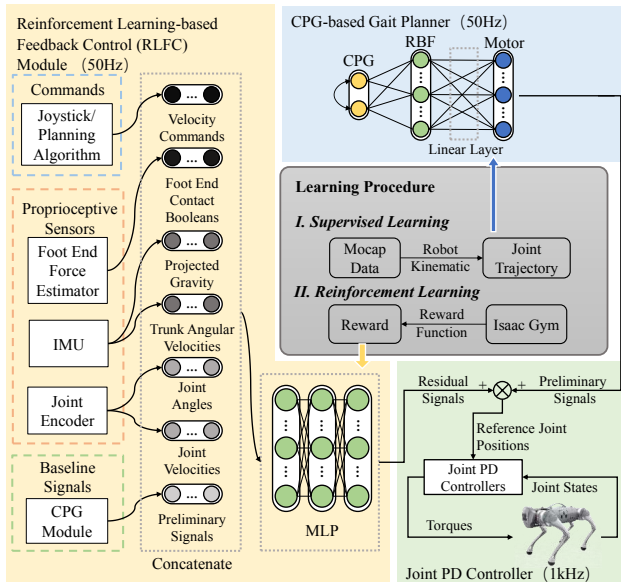 Reinforcement Learning-based
Feedback Control (RLFC)
Module （50Hz）
Commands
Joystick/
Planning
Algorithm
Proprioceptive
Sensors
Foot End
Force
Estimator
IMU
Joint
Encoder
Baseline
Signals
CPG
Module
...
Velocity
Commands
...
Foot End
Contact
Booleans
...
Projected
Gravity
...
Trunk Angular
Velocities
...
Joint
Angles
...
Joint
Velocities
...
Preliminary
Signals
Concatenate
MLP
CPG-based Gait Planner （50Hz）
CPG
RBF
Motor
Linear Layer
Learning Procedure
I. Supervised Learning
Mocap
Data
Robot
Kinematic
Joint
Trajectory
II. Reinforcement Learning
Reward
Reward
Function
Isaac Gym
Residual
Signals
+
+
Preliminary
Signals
Reference Joint
Positions
Joint PD
Controllers
Joint States
Torques
Joint PD Controller（1kHz）